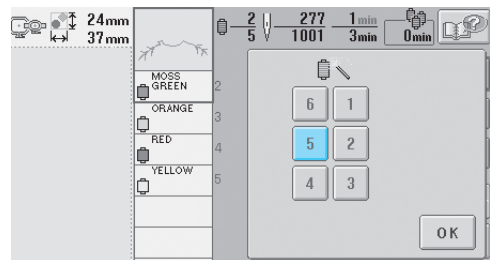 24mm
37mm
2
5
277
1001
1min
3min
0min
MOSS
GREEN
2
ORANGE
3
RED
4
YELLOW
5
6 1
5 2
4 3
OK